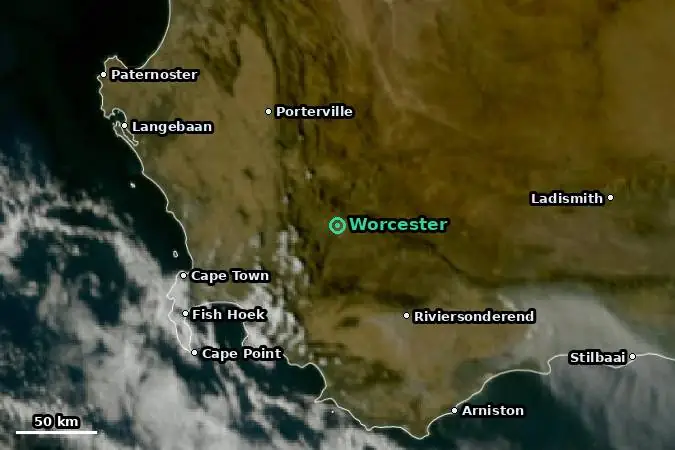 Paternoster
Porterville
Langebaan
Ladismith
Worcester
Cape Town
Fish Hoek
Riviersonderend
Cape Point
Stilbaai
Arniston
50 km